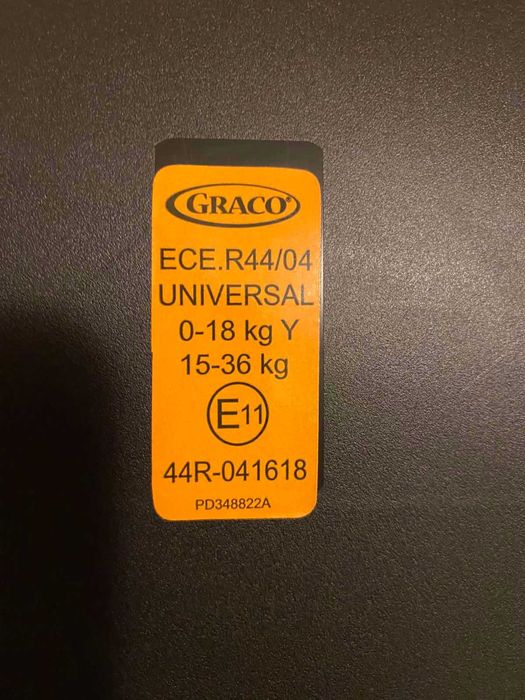 GRACO®
ECE.R44/04
UNIVERSAL
0-18 kg Y
15-36 kg
E11
44R-041618
PD348822A